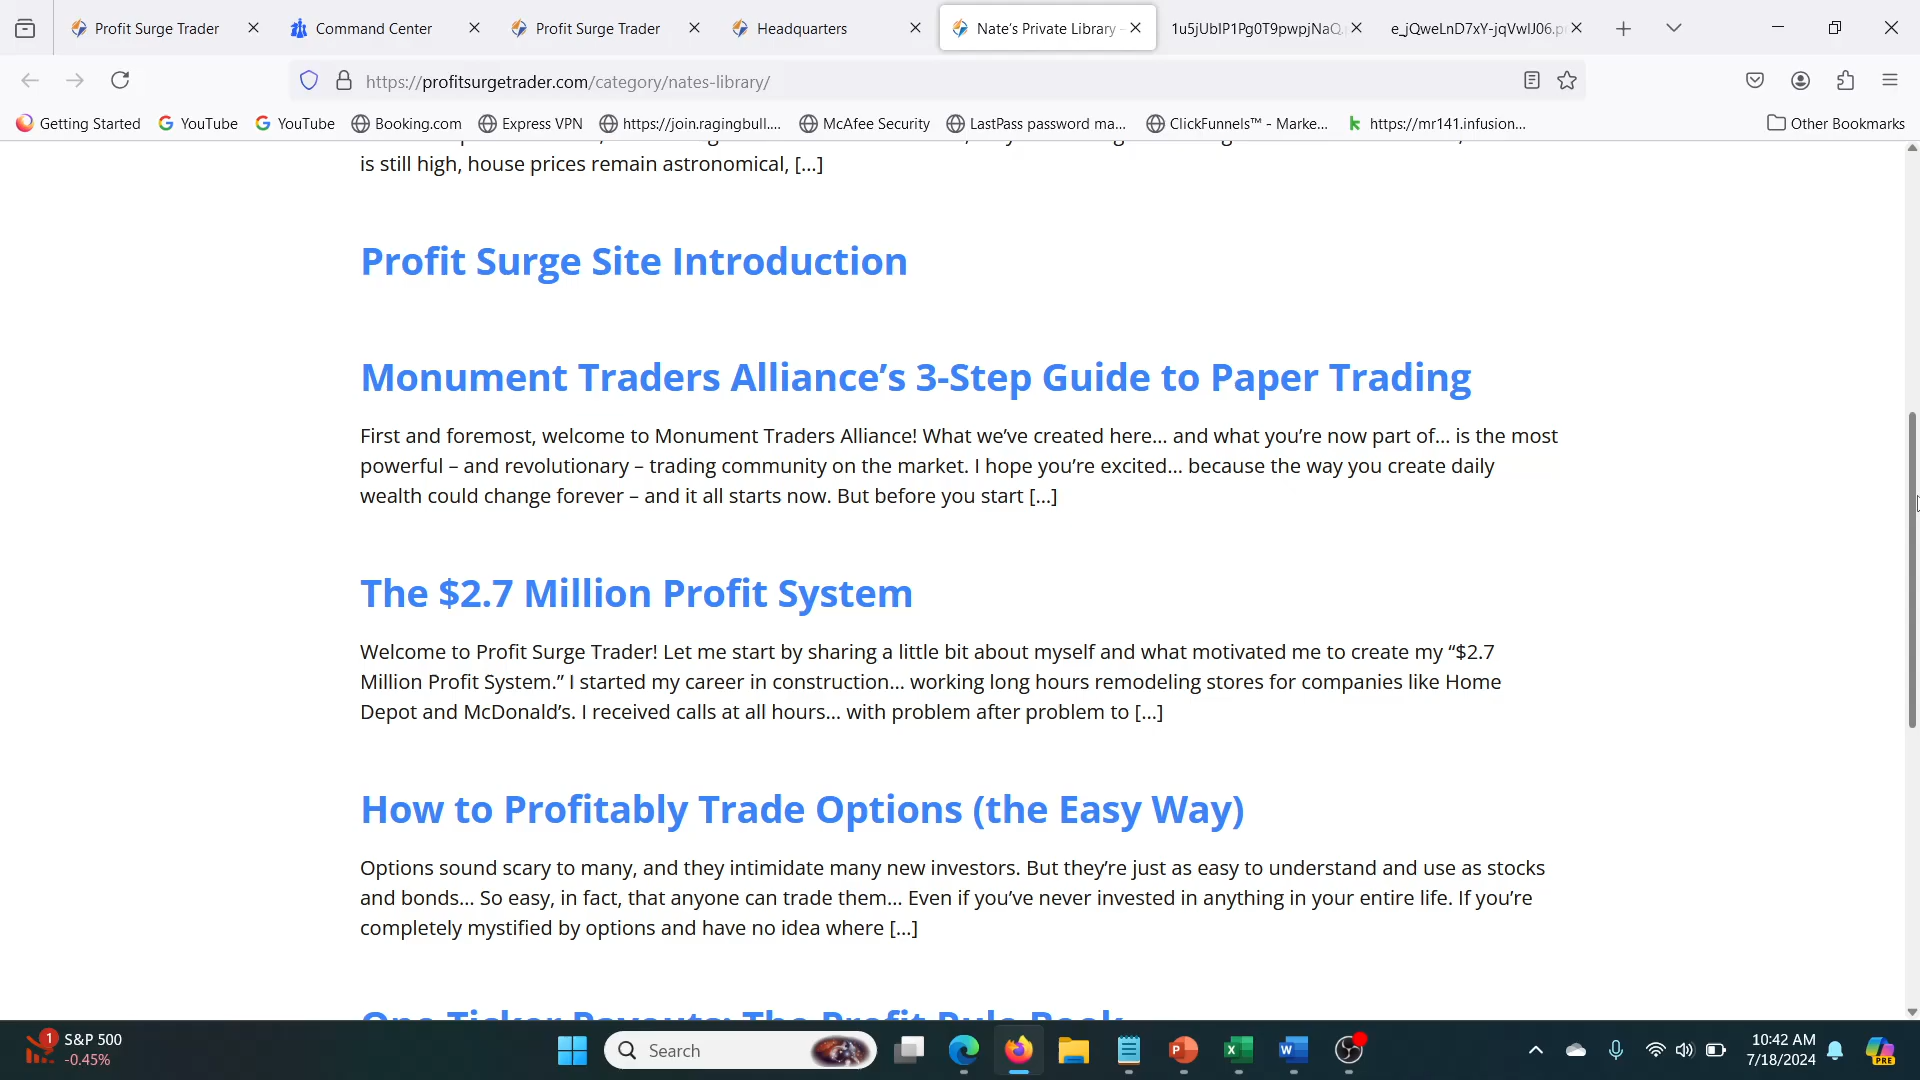 Profit Surge Trader
Command Center
Profit Surge Trader
Headquarters
Nate's Private Library -
1u5jUbIP1Pg0T9pwpjNaQ
e_jQweLnD7xY-jqVwIJ06.p
https://profitsurgetrader.com/category/nates-library/
Getting Started
YouTube
YouTube
Booking.com
Express VPN
https://join.ragingbull....
McAfee Security
LastPass password ma...
ClickFunnels™ - Marke...
https://mr141.infusion...
Other Bookmarks
is still high, house prices remain astronomical, [...]
Profit Surge Site Introduction
Monument Traders Alliance’s 3-Step Guide to Paper Trading
First and foremost, welcome to Monument Traders Alliance! What we’ve created here… and what you’re now part of… is the most
powerful – and revolutionary – trading community on the market. I hope you’re excited… because the way you create daily
wealth could change forever – and it all starts now. But before you start [...]
The $2.7 Million Profit System
Welcome to Profit Surge Trader! Let me start by sharing a little bit about myself and what motivated me to create my “$2.7
Million Profit System.” I started my career in construction… working long hours remodeling stores for companies like Home
Depot and McDonald’s. I received calls at all hours… with problem after problem to [...]
How to Profitably Trade Options (the Easy Way)
Options sound scary to many, and they intimidate many new investors. But they’re just as easy to understand and use as stocks
and bonds… So easy, in fact, that anyone can trade them… Even if you’ve never invested in anything in your entire life. If you’re
completely mystified by options and have no idea where [...]
One Ticker Payouts: The Profit Rule Book
1
S&P 500
-0.45%
Search
10:42 AM
7/18/2024
PRE